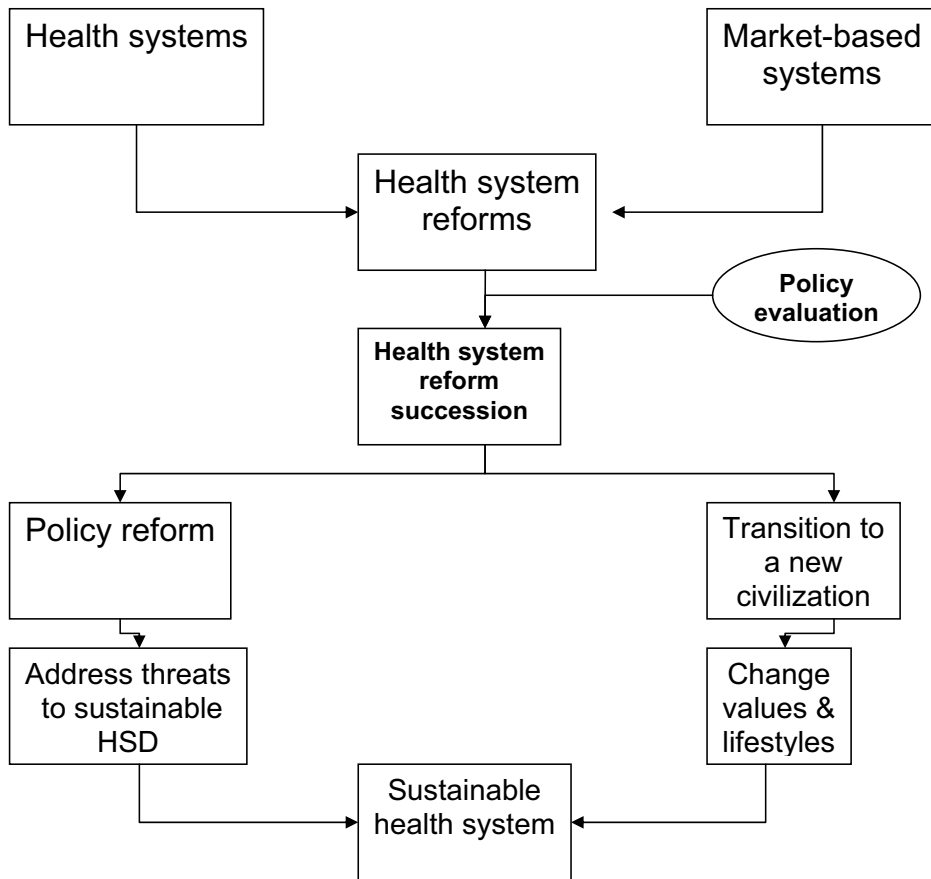 Health systems
Market-based
systems
Health system
reforms
Policy
evaluation
Health system
reform
succession
Policy reform
Transition to
a new
civilization
Address threats
to sustainable
HSD
Change
values &
lifestyles
Sustainable
health system